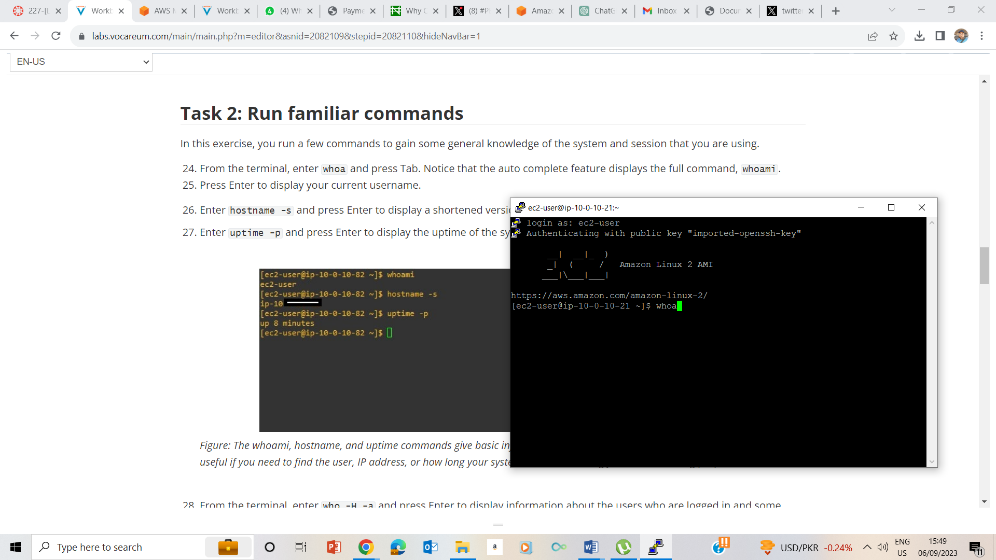 227-[
Workl
AWS
Workl
(4) Wh
Payme
Why D
(8) #P
Amaz
ChatG
Inbox
Docu
twitte
labs.vocareum.com/main/main.php?m=editor&asnid=2082109&stepid=2082110&hideNavBar=1
EN-US
Task 2: Run familiar commands
In this exercise, you run a few commands to gain some general knowledge of the system and session that you are using.
24. From the terminal, enter whoa and press Tab. Notice that the auto complete feature displays the full command, whoami.
25. Press Enter to display your current username.
26. Enter hostname -s and press Enter to display a shortened versi
27. Enter uptime -p and press Enter to display the uptime of the sy
[ec2-user@ip-10-0-10-82 ~]$ whoami
ec2-user
[ec2-user@ip-10-0-10-82 ~]$ hostname -s
ip-10
[ec2-user@ip-10-0-10-82 ~]$ uptime -p
up 8 minutes
[ec2-user@ip-10-0-10-82 ~]$
Figure: The whoami, hostname, and uptime commands give basic in
useful if you need to find the user, IP address, or how long your syst
28. From the terminal, enter who -H -a and press Enter to display information about the users who are logged in and some
ec2-user@ip-10-0-10-21:~
login as: ec2-user
Authenticating with public key "imported-openssh-key"
Amazon Linux 2 AMI
https://aws.amazon.com/amazon-linux-2/
[ec2-user@ip-10-0-10-21 ~]$ whoa
Type here to search
USD/PKR -0.24%
ENG
US
15:49
06/09/2023